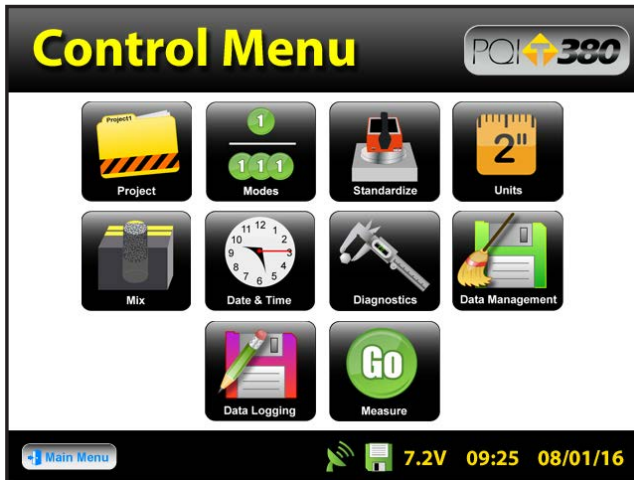 Control Menu
PQI T 380
Project1
1
1 1 1
2"
Project
Modes
Standardize
Units
12
11 1
10 2
9 3
8 4
7 6 5
Mix
Date & Time
Diagnostics
Data Management
Go
Data Logging
Measure
Main Menu
7.2V 09:25 08/01/16